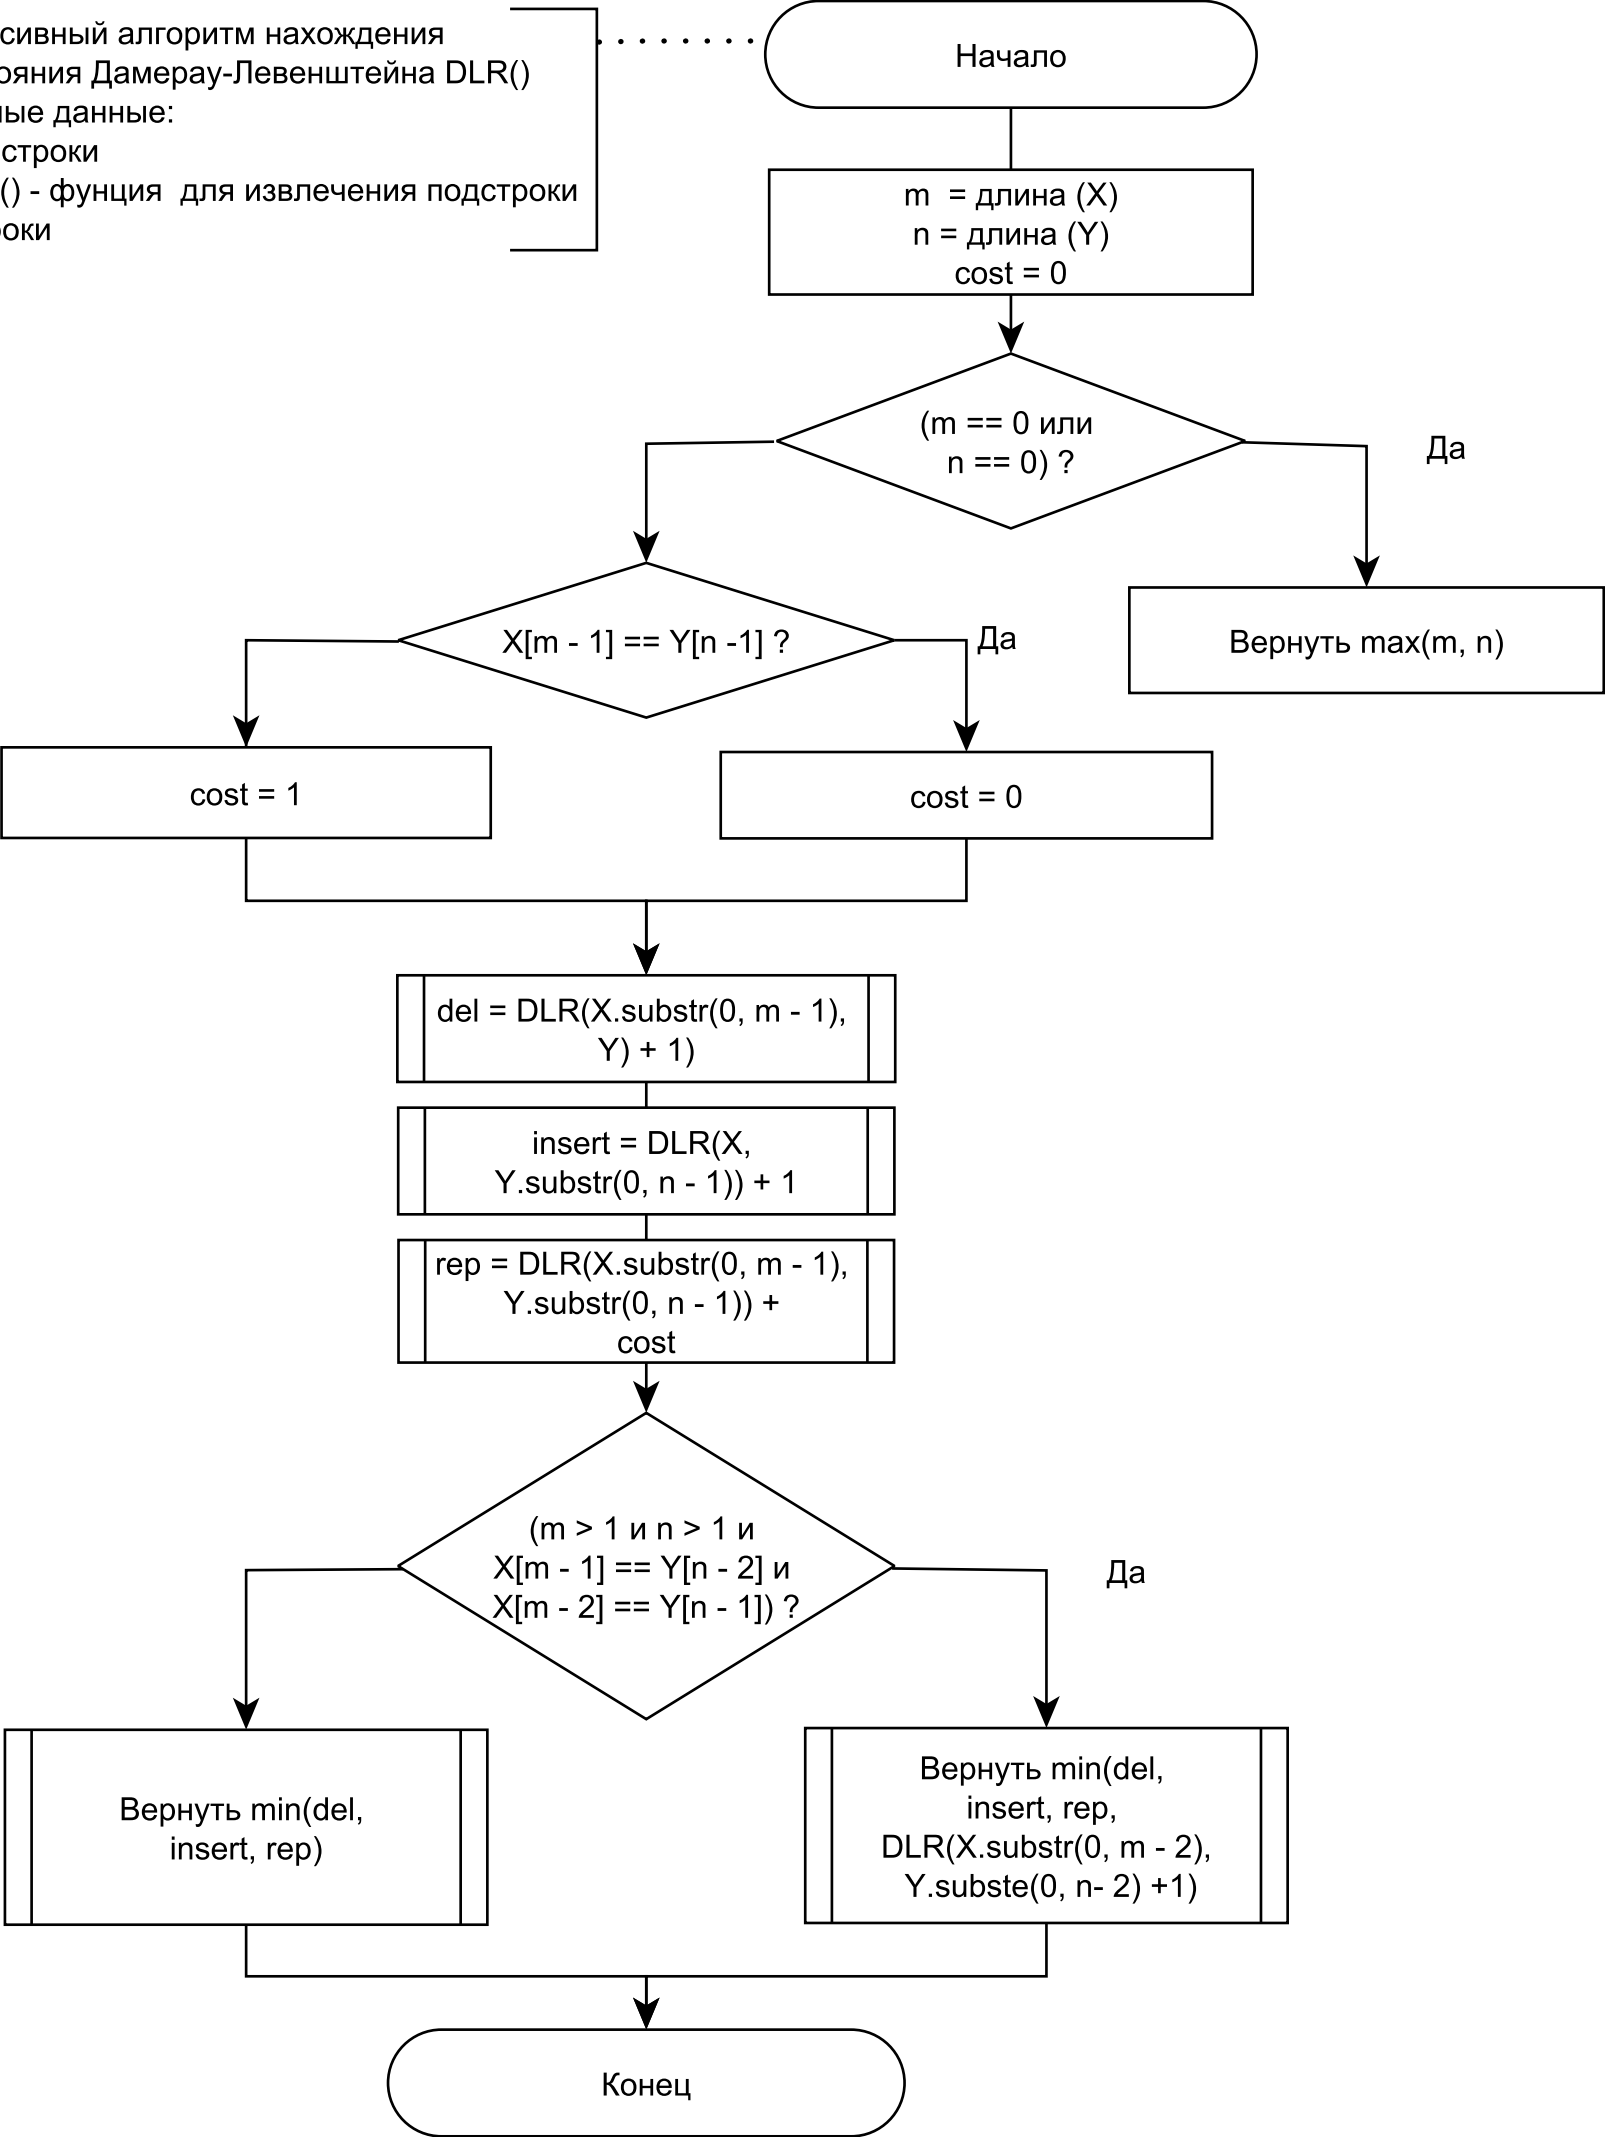 сивный алгоритм нахождения
ояния Дамерау-Левенштейна DLR()
ые данные:
строки
() - фунция для извлечения подстроки
оки
Начало
m = длина (X)
n = длина (Y)
cost = 0
(m == 0 или
n == 0) ?
Да
Вернуть max(m, n)
X[m - 1] == Y[n -1] ?
Да
cost = 1
cost = 0
del = DLR(X.substr(0, m - 1),
Y) + 1)
insert = DLR(X,
Y.substr(0, n - 1)) + 1
rep = DLR(X.substr(0, m - 1),
Y.substr(0, n - 1)) +
cost
(m > 1 и n > 1 и
X[m - 1] == Y[n - 2] и
X[m - 2] == Y[n - 1]) ?
Да
Вернуть min(del,
insert, rep)
Вернуть min(del,
insert, rep,
DLR(X.substr(0, m - 2),
Y.subste(0, n- 2) +1)
Конец